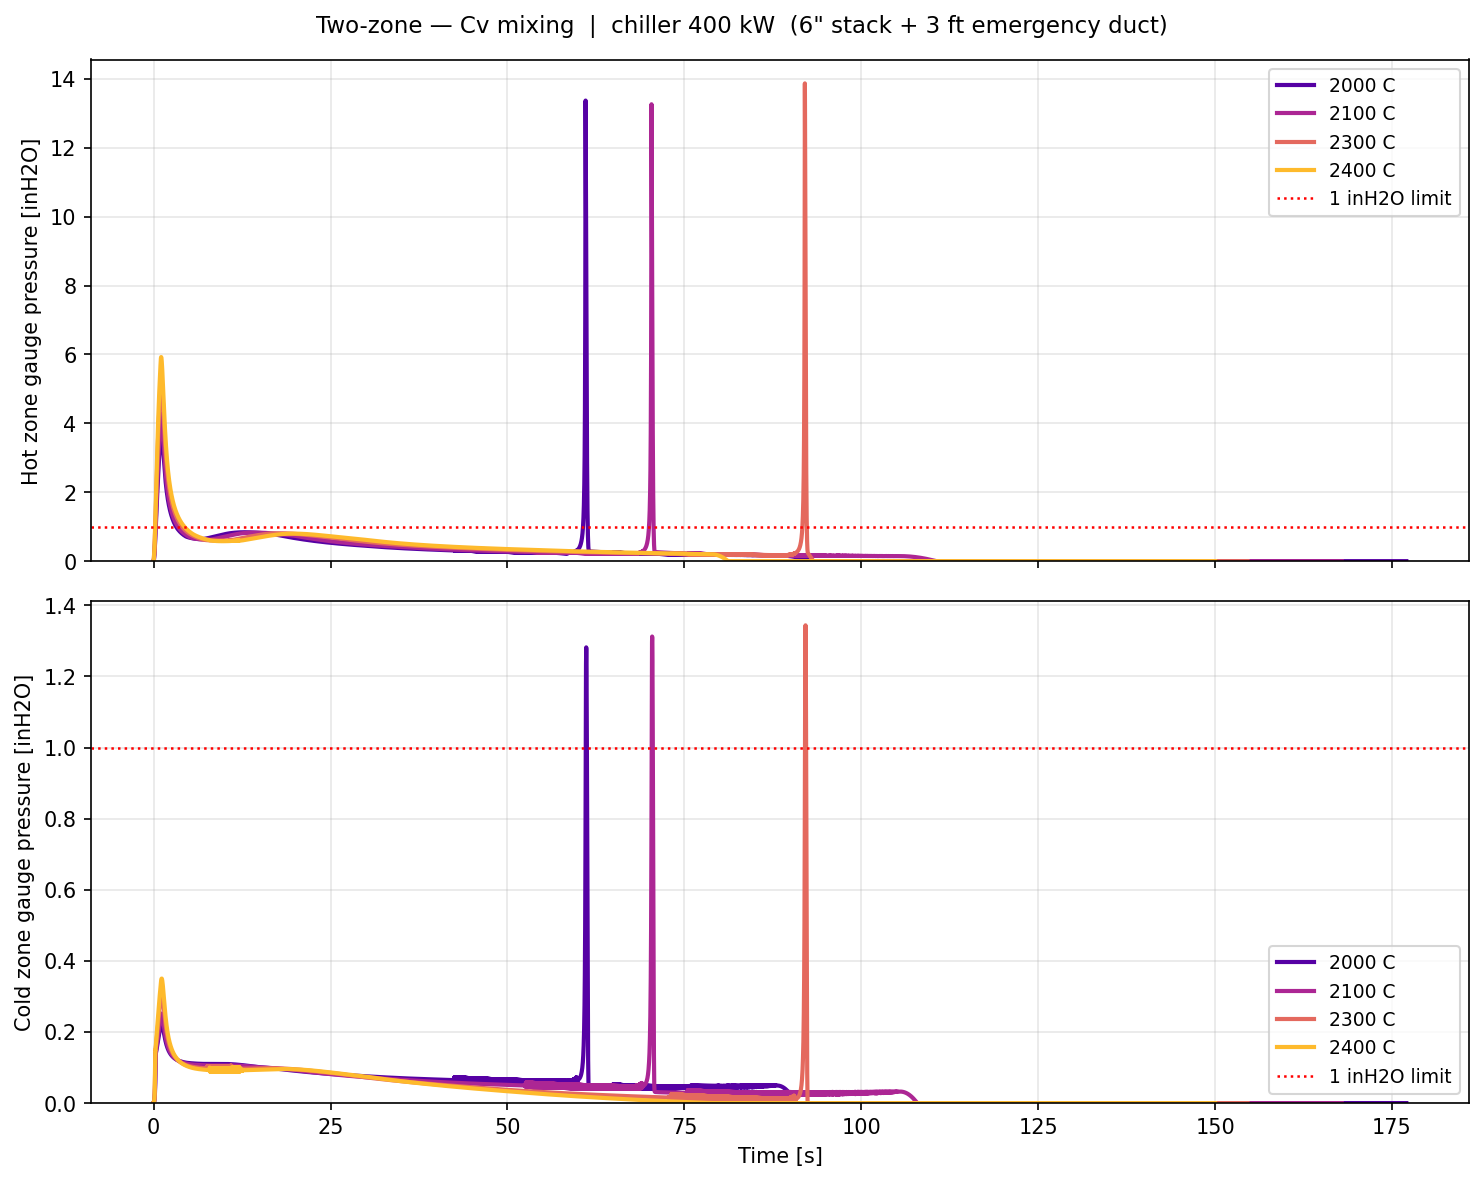 Two-zone — Cv mixing | chiller 400 kW (6" stack + 3 ft emergency duct)
Hot zone gauge pressure [inH2O]
14
12
10
8
6
4
2
0
2000 C
2100 C
2300 C
2400 C
1 inH2O limit
Cold zone gauge pressure [inH2O]
1.4
1.2
1.0
0.8
0.6
0.4
0.2
0.0
2000 C
2100 C
2300 C
2400 C
1 inH2O limit
0 25 50 75 100 125 150 175
Time [s]